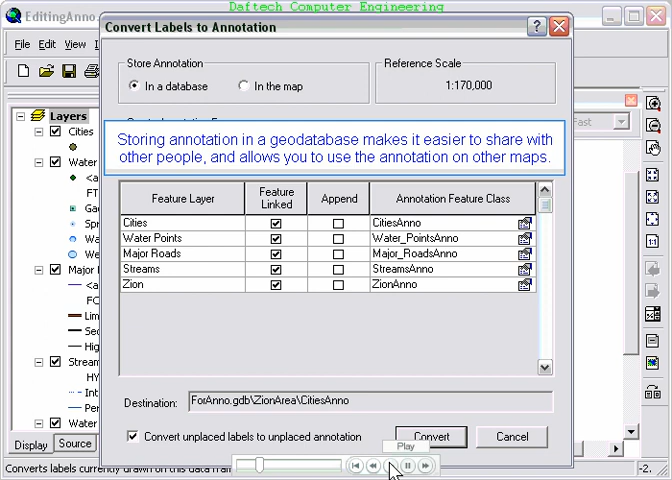 Daftech Computer Engineering
EditingAnno.
Convert Labels to Annotation
File Edit View
Store Annotation
In a database
In the map
Reference Scale
1:170,000
Fast
Storing annotation in a geodatabase makes it easier to share with
other people, and allows you to use the annotation on other maps.
Layers
Cities
Water
<a
FT
Ga
Spr
Wa
We
Major
<a
FC
Lim
Sec
Hig
Stream
HY
Int
Per
Water
Feature Layer
Feature Linked
Append
Annotation Feature Class
Cities CitiesAnno
Water Points Water_PointsAnno
Major Roads Major_RoadsAnno
Streams StreamsAnno
Zion ZionAnno
Destination: ForAnno.gdb\ZionArea\CitiesAnno
Convert unplaced labels to unplaced annotation
Convert
Cancel
Play
Display Source
Converts labels currently drawn on this data fra
-2.
1:1